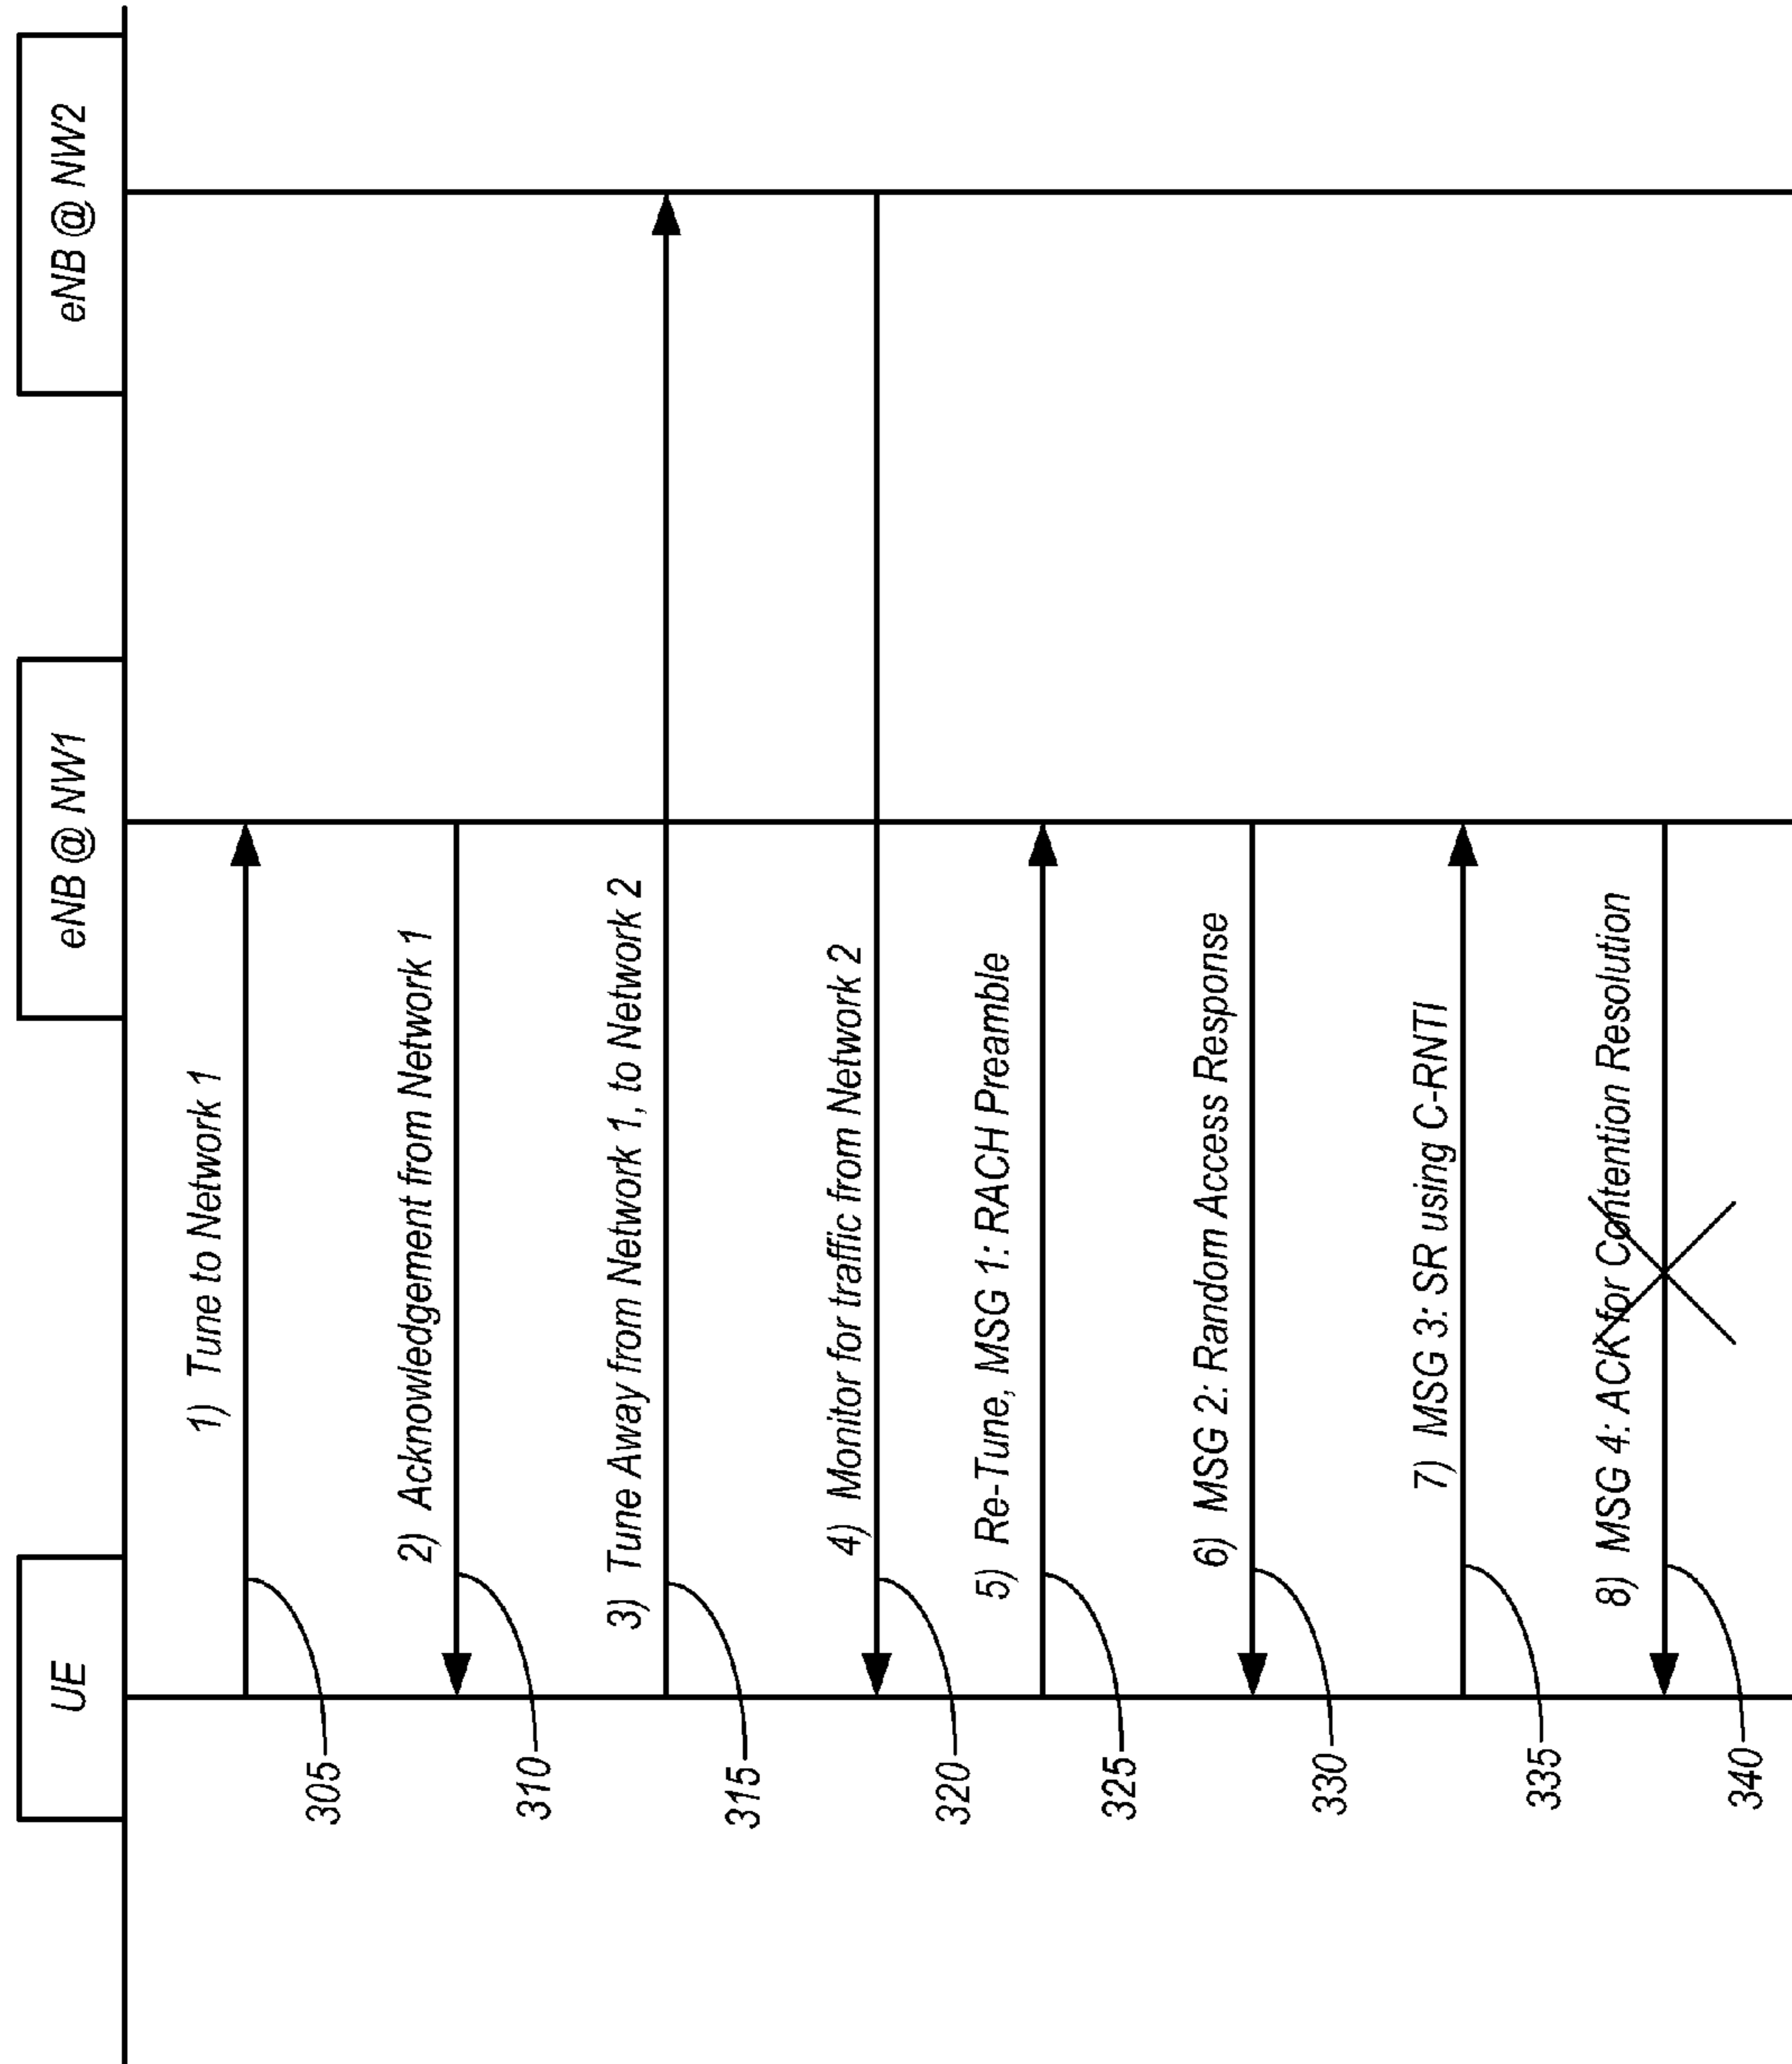 UE
eNB @ NW1
eNB @ NW2
1) Tune to Network 1
305
2) Acknowledgement from Network 1
310
3) Tune Away from Network 1, to Network 2
315
4) Monitor for traffic from Network 2
320
5) Re-Tune, MSG 1: RACH Preamble
325
6) MSG 2: Random Access Response
330
7) MSG 3: SR using C-RNTI
335
8) MSG 4: ACK for Contention Resolution
340